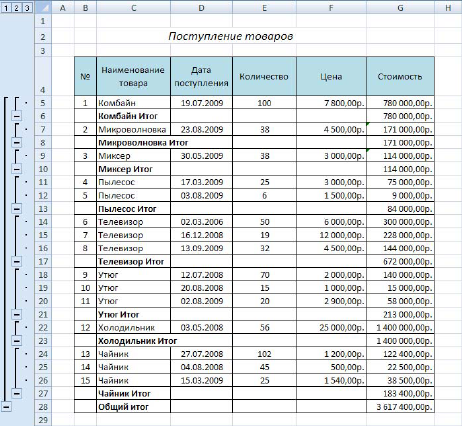 1 2 3 A B C D E F G H
1
2 Поступление товаров
3
4 № Наименование товара Дата поступления Количество Цена Стоимость
5 1 Комбайн 19.07.2009 100 7 800,00р. 780 000,00р.
6 Комбайн Итог 780 000,00р.
7 2 Микроволновка 23.08.2009 38 4 500,00р. 171 000,00р.
8 Микроволновка Итог 171 000,00р.
9 3 Миксер 30.05.2009 38 3 000,00р. 114 000,00р.
10 Миксер Итог 114 000,00р.
11 4 Пылесос 17.03.2009 25 3 000,00р. 75 000,00р.
12 5 Пылесос 03.08.2009 6 1 500,00р. 9 000,00р.
13 Пылесос Итог 84 000,00р.
14 6 Телевизор 02.03.2006 50 6 000,00р. 300 000,00р.
15 7 Телевизор 16.12.2008 19 12 000,00р. 228 000,00р.
16 8 Телевизор 13.09.2009 32 4 500,00р. 144 000,00р.
17 Телевизор Итог 672 000,00р.
18 9 Утюг 12.07.2008 70 2 000,00р. 140 000,00р.
19 10 Утюг 20.08.2008 15 1 000,00р. 15 000,00р.
20 11 Утюг 02.08.2009 20 2 900,00р. 58 000,00р.
21 Утюг Итог 213 000,00р.
22 12 Холодильник 03.05.2008 56 25 000,00р. 1 400 000,00р.
23 Холодильник Итог 1 400 000,00р.
24 13 Чайник 27.07.2008 102 1 200,00р. 122 400,00р.
25 14 Чайник 04.08.2008 45 500,00р. 22 500,00р.
26 15 Чайник 15.03.2009 25 1 540,00р. 38 500,00р.
27 Чайник Итог 183 400,00р.
28 Общий итог 3 617 400,00р.
29